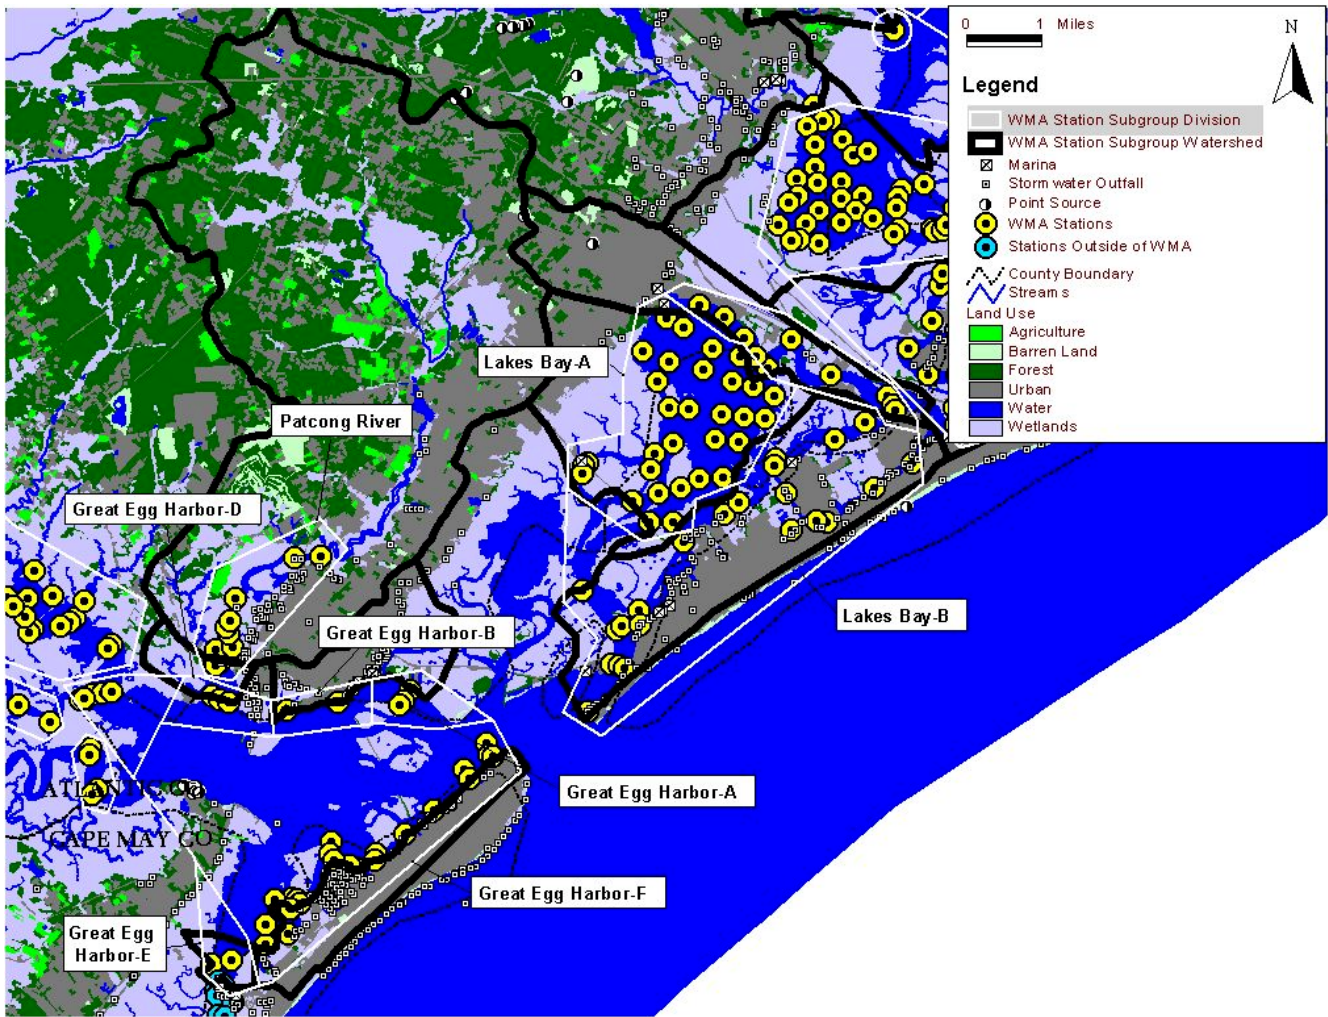 0 1 Miles
N
Legend
WMA Station Subgroup Division
WMA Station Subgroup Watershed
Marina
Stormwater Outfall
Point Source
WMA Stations
Stations Outside of WMA
County Boundary
Streams
Land Use
Agriculture
Barren Land
Forest
Urban
Water
Wetlands
Lakes Bay-A
Patcong River
Great Egg Harbor-D
Great Egg Harbor-B
Lakes Bay-B
Great Egg Harbor-A
ATLANTIC CO
CAPE MAY CO
Great Egg Harbor-F
Great Egg
Harbor-E